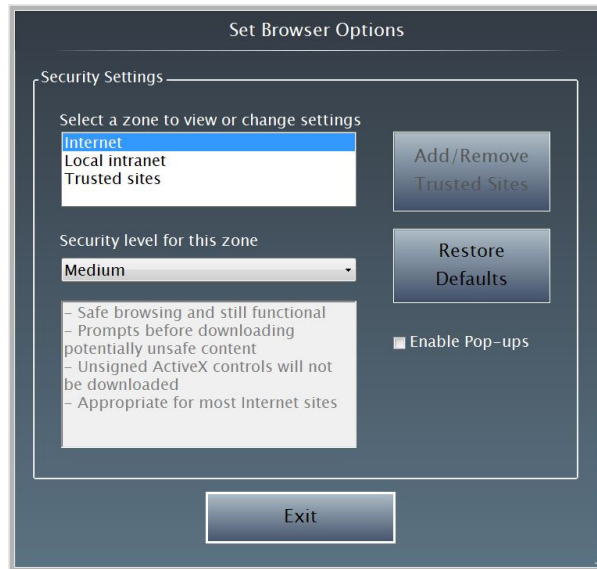 Set Browser Options
Security Settings
Select a zone to view or change settings
Internet
Local intranet
Trusted sites
Add/Remove
Trusted Sites
Security level for this zone
Medium
Restore
Defaults
– Safe browsing and still functional
– Prompts before downloading
potentially unsafe content
– Unsigned ActiveX controls will not
be downloaded
– Appropriate for most Internet sites
Enable Pop-ups
Exit